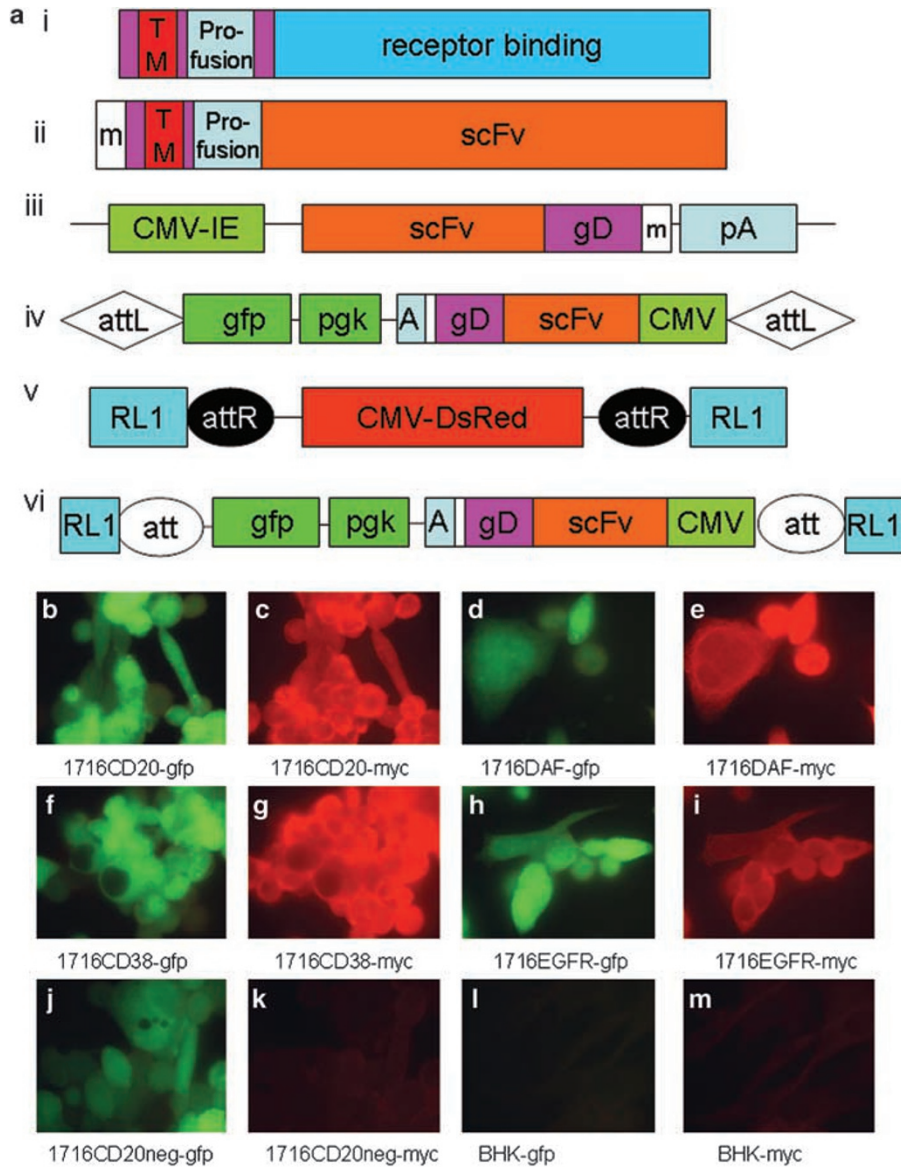 a
i
T M Pro- fusion receptor binding
ii
m T M Pro- fusion scFv
iii
CMV-IE scFv gD m pA
iv
attL gfp pgk A gD scFv CMV attL
v
RL1 attR CMV-DsRed attR RL1
vi
RL1 att gfp pgk A gD scFv CMV att RL1
b c d e
1716CD20-gfp 1716CD20-myc 1716DAF-gfp 1716DAF-myc
f g h i
1716CD38-gfp 1716CD38-myc 1716EGFR-gfp 1716EGFR-myc
j k l m
1716CD20neg-gfp 1716CD20neg-myc BHK-gfp BHK-myc